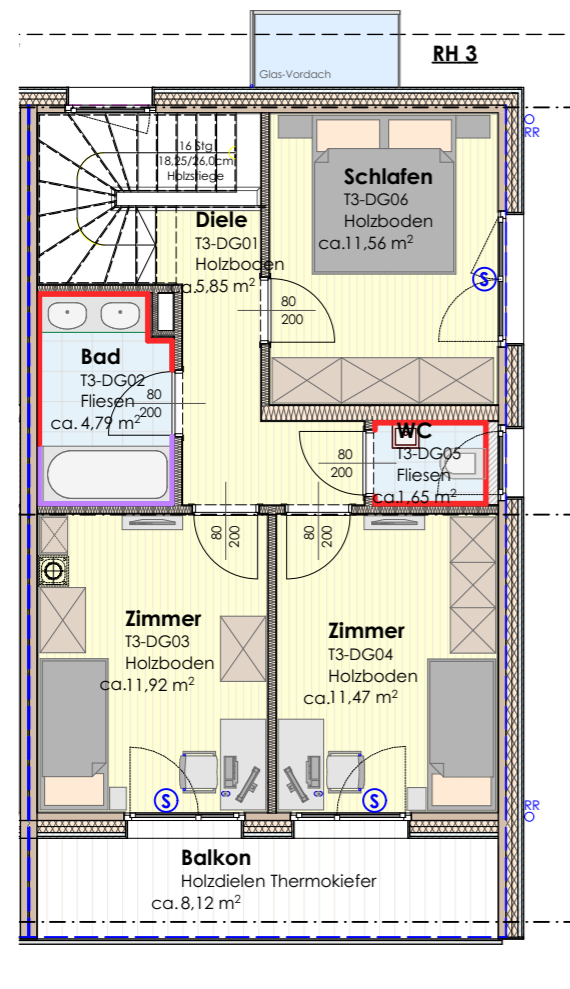 RH 3
Glas-Vordach
O
RR
16 Stg
18,25/26,0cm
Holzstiege
Schlafen
T3-DG06
Holzboden
ca.11,56 m²
Diele
T3-DG01
Holzboden
ca.5,85 m²
S
80
200
Bad
T3-DG02
Fliesen
ca. 4,79 m²
80
200
WC
T3-DG05
Fliesen
ca.1,65 m²
80
200
80
200
80
200
Zimmer
T3-DG03
Holzboden
ca.11,92 m²
Zimmer
T3-DG04
Holzboden
ca.11,47 m²
S
S
RR
O
Balkon
Holzdielen Thermokiefer
ca.8,12 m²